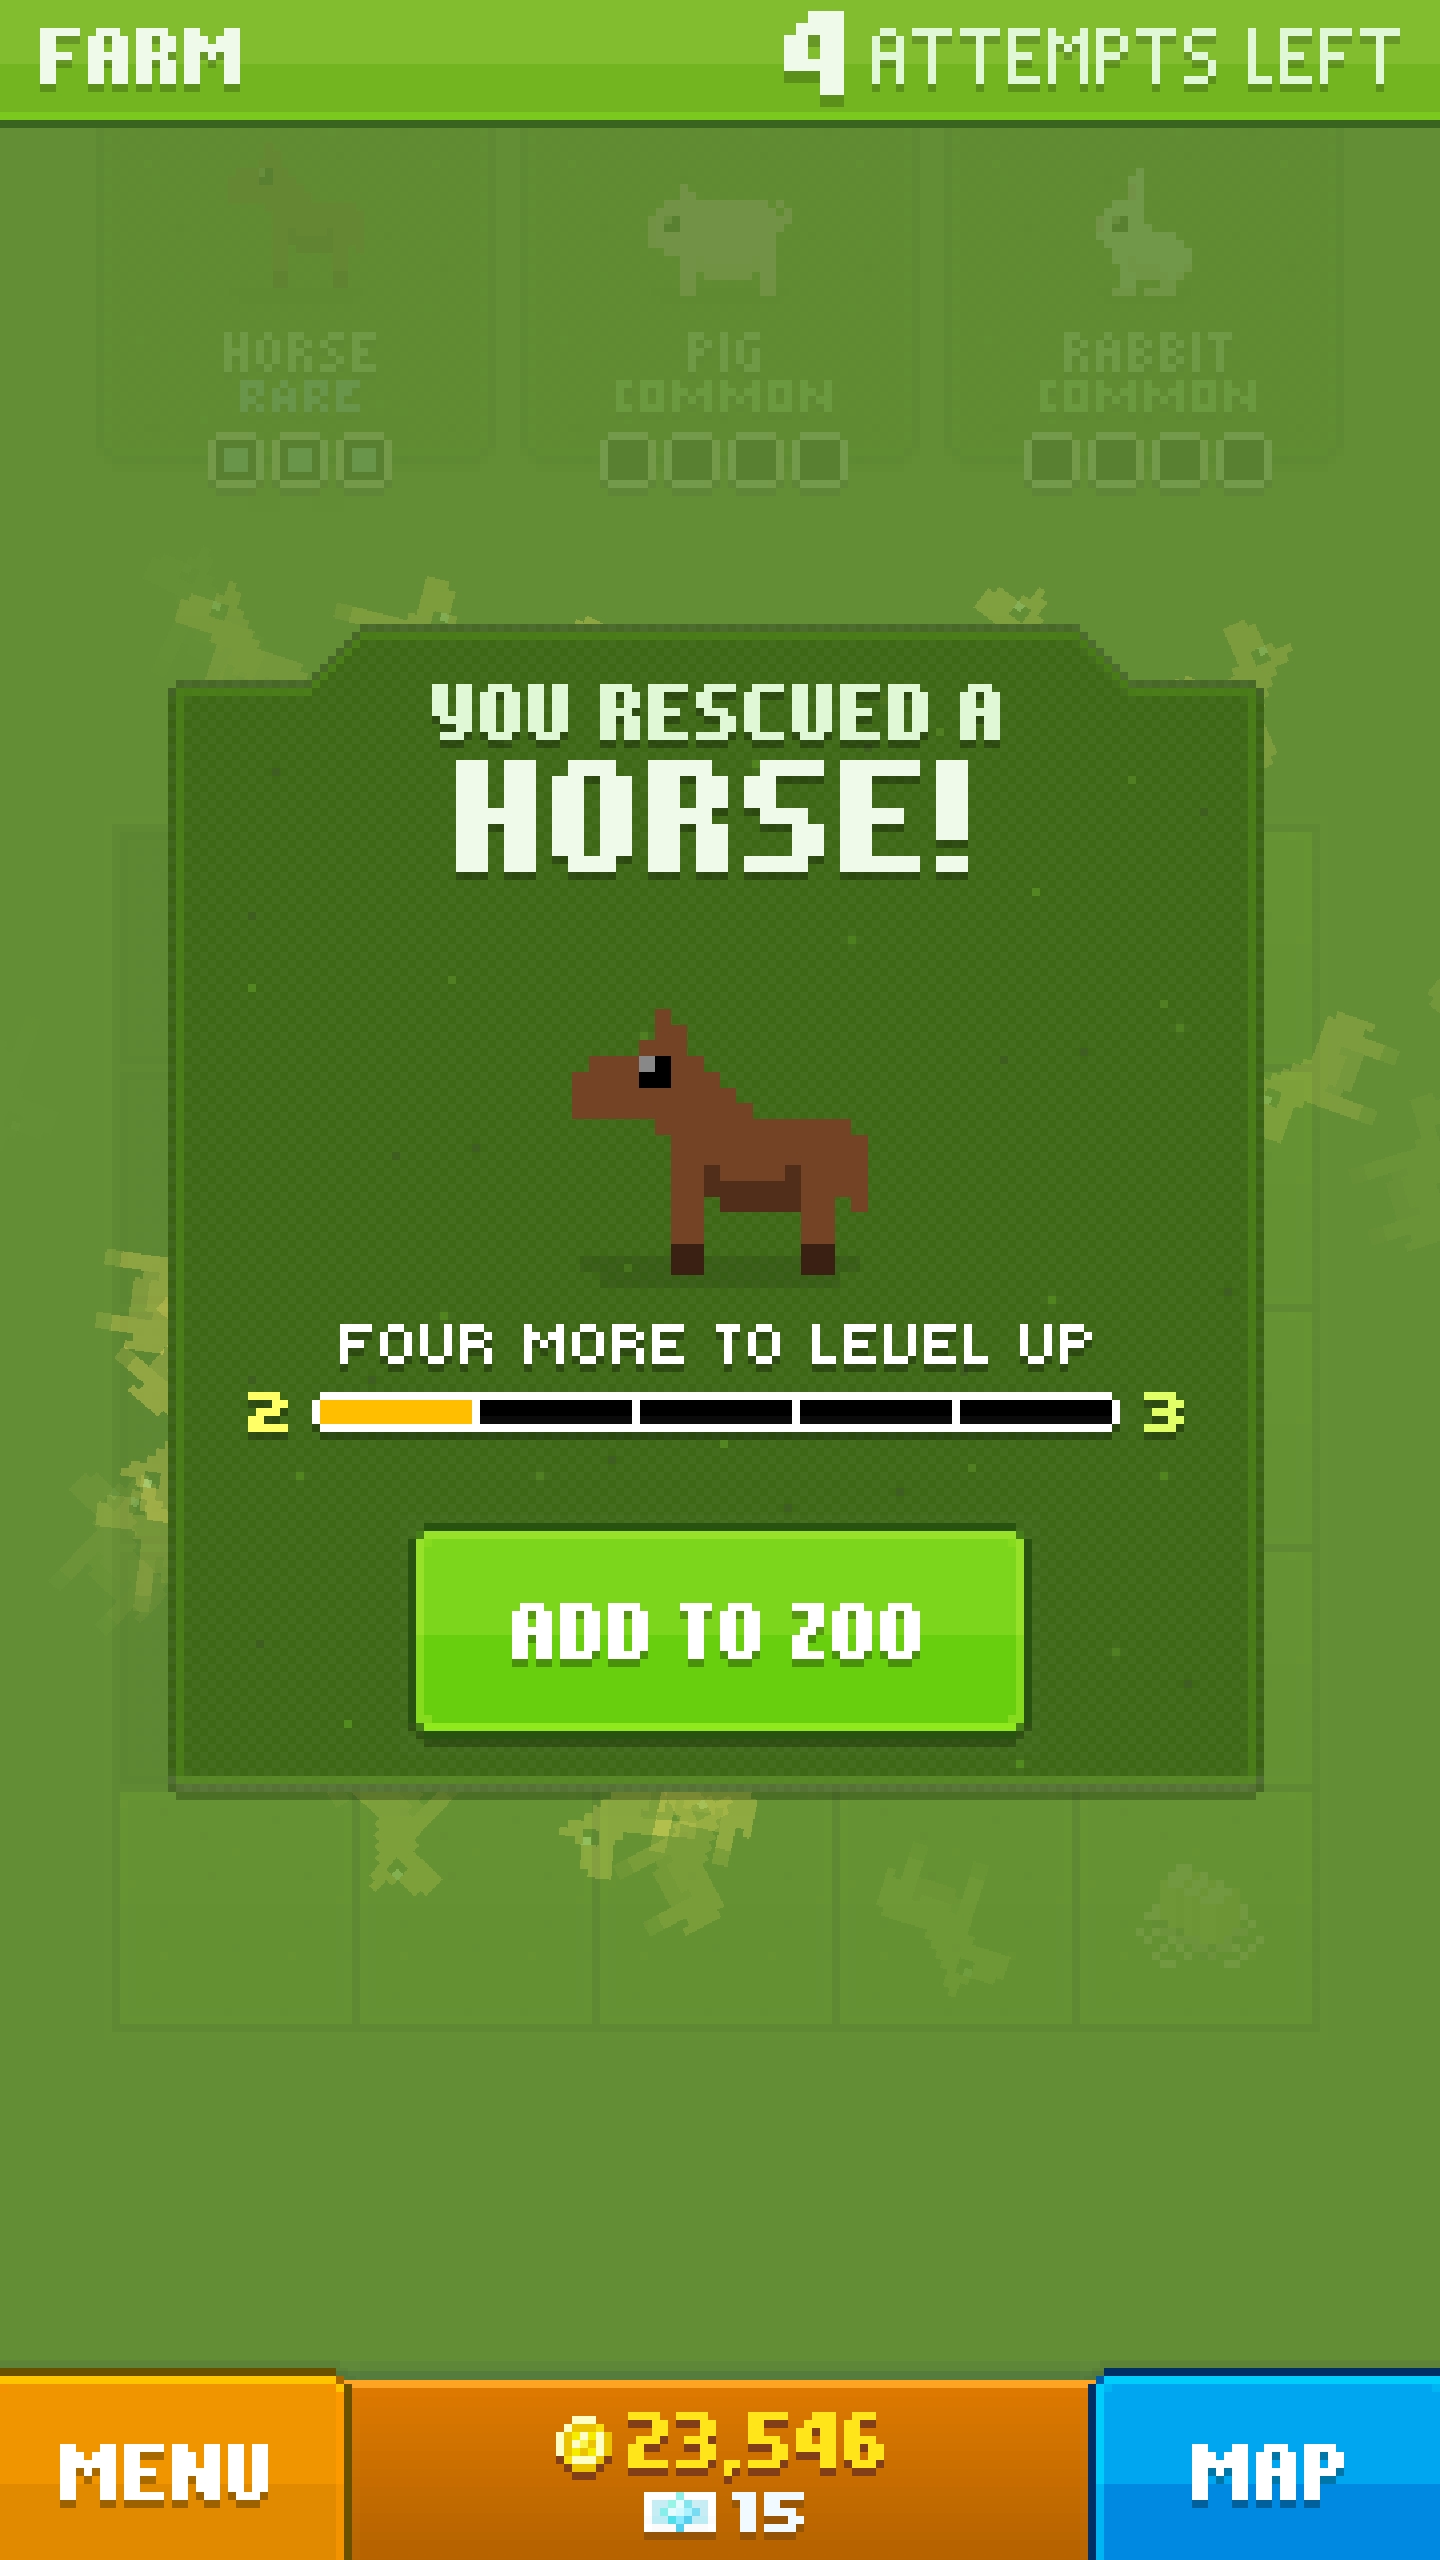 FARM
4 ATTEMPTS LEFT
HORSE
RARE
PIG
COMMON
RABBIT
COMMON
YOU RESCUED A
HORSE!
FOUR MORE TO LEVEL UP
2 3
ADD TO ZOO
MENU
23,546
15
MAP